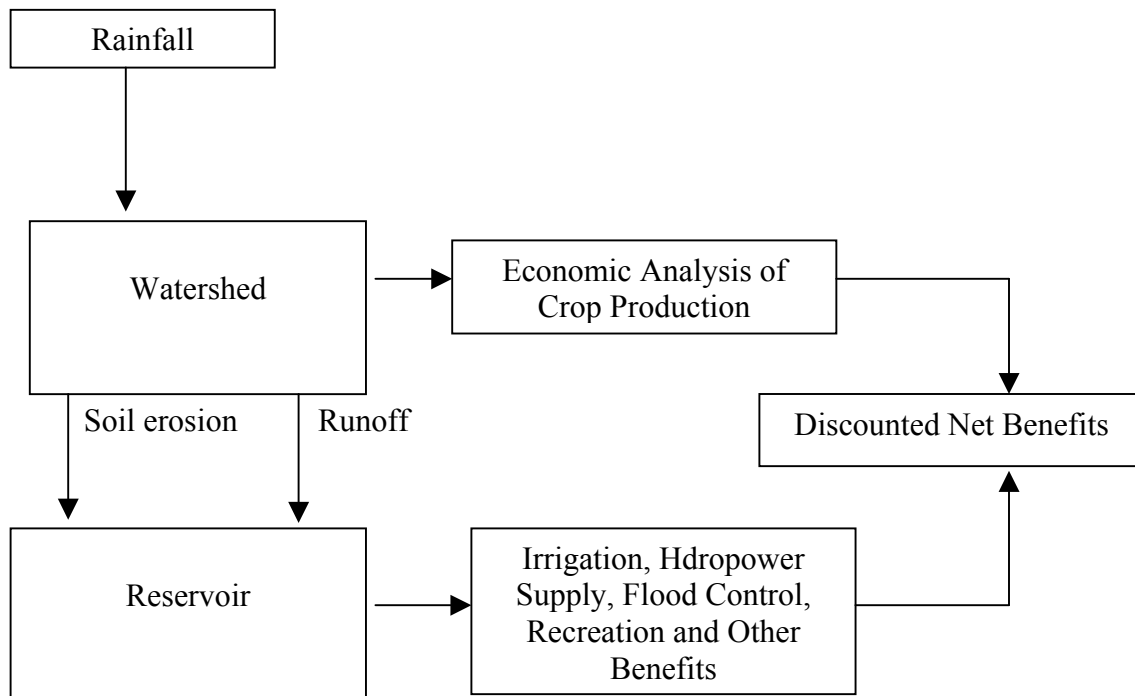 Rainfall
Watershed
Economic Analysis of
Crop Production
Soil erosion
Runoff
Discounted Net Benefits
Reservoir
Irrigation, Hdropower
Supply, Flood Control,
Recreation and Other
Benefits